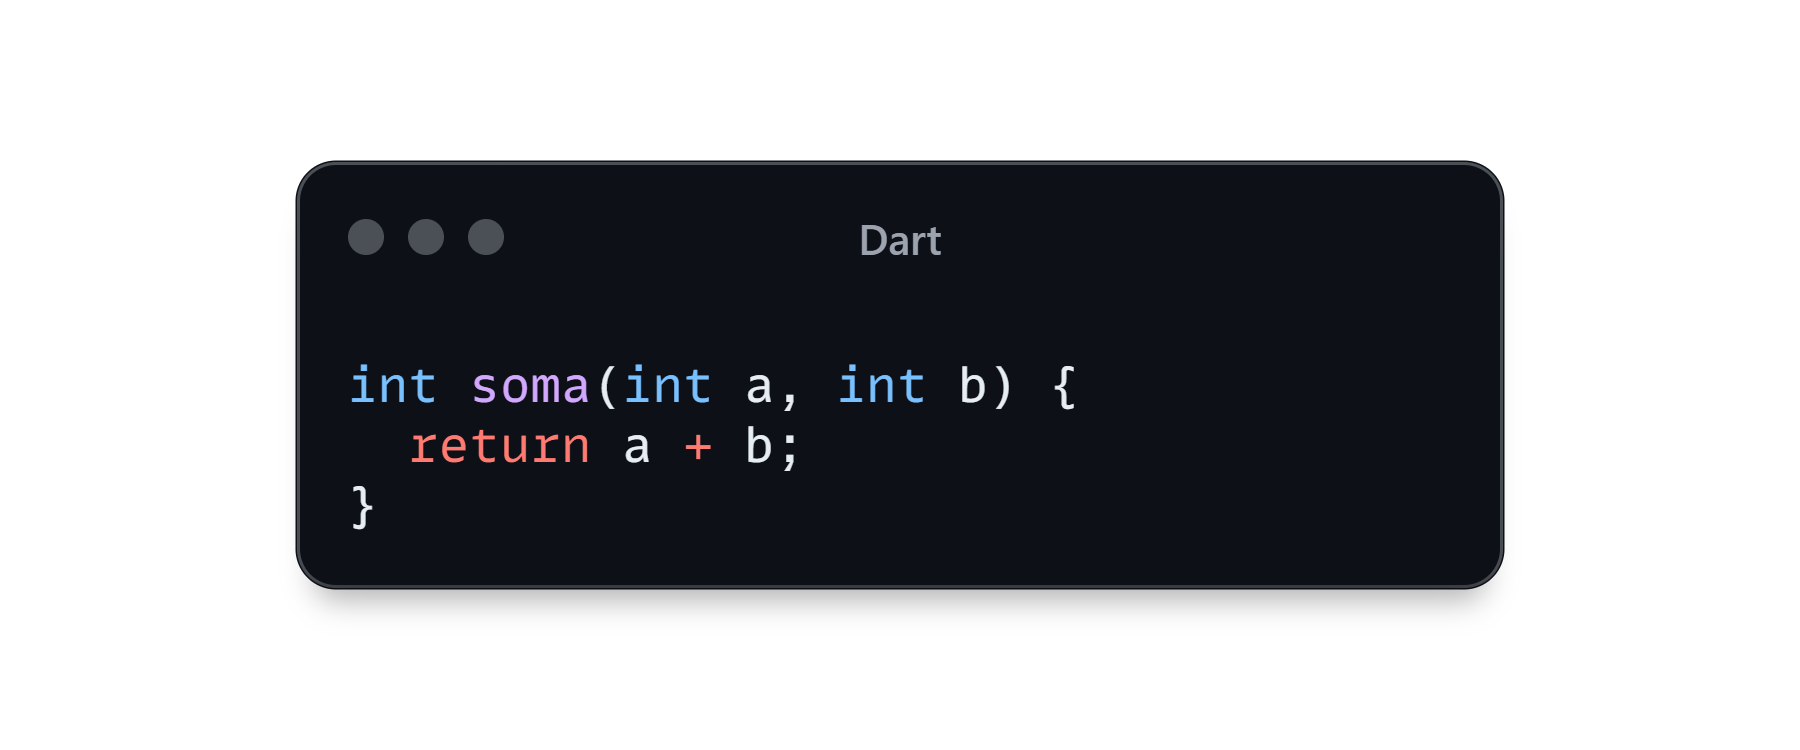 Dart
int soma(int a, int b) {
  return a + b;
}